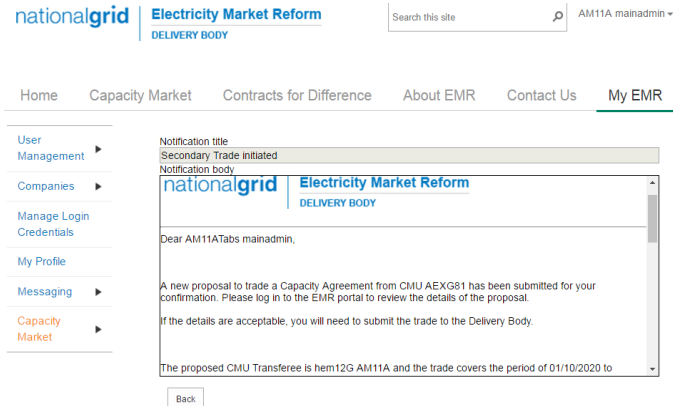 nationalgrid
Electricity Market Reform
DELIVERY BODY
Search this site
AM11A mainadmin
Home
Capacity Market
Contracts for Difference
About EMR
Contact Us
My EMR
User
Management
Companies
Manage Login
Credentials
My Profile
Messaging
Capacity
Market
Notification title
Secondary Trade initiated
Notification body
nationalgrid
Electricity Market Reform
DELIVERY BODY
Dear AM11ATabs mainadmin,
A new proposal to trade a Capacity Agreement from CMU AEXG81 has been submitted for your
confirmation. Please log in to the EMR portal to review the details of the proposal.
If the details are acceptable, you will need to submit the trade to the Delivery Body.
The proposed CMU Transferee is hem12G AM11A and the trade covers the period of 01/10/2020 to
Back